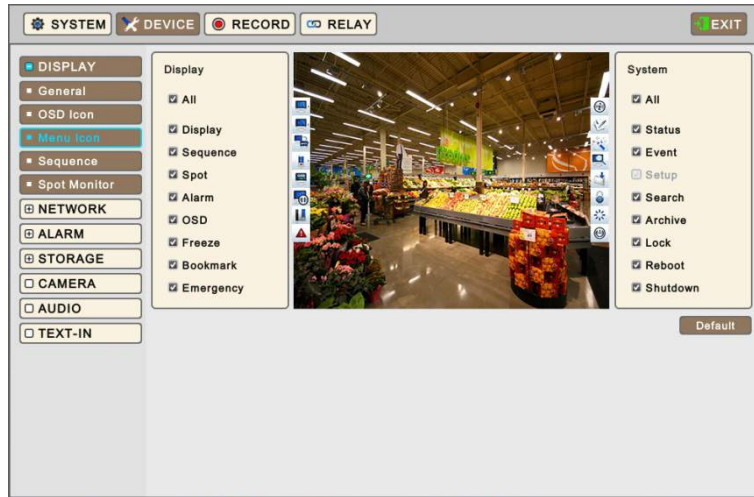 SYSTEM
DEVICE
RECORD
RELAY
EXIT
DISPLAY
General
OSD Icon
Menu Icon
Sequence
Spot Monitor
NETWORK
ALARM
STORAGE
CAMERA
AUDIO
TEXT-IN
Display
All
Display
Sequence
Spot
Alarm
OSD
Freeze
Bookmark
Emergency
System
All
Status
Event
Setup
Search
Archive
Lock
Reboot
Shutdown
Default